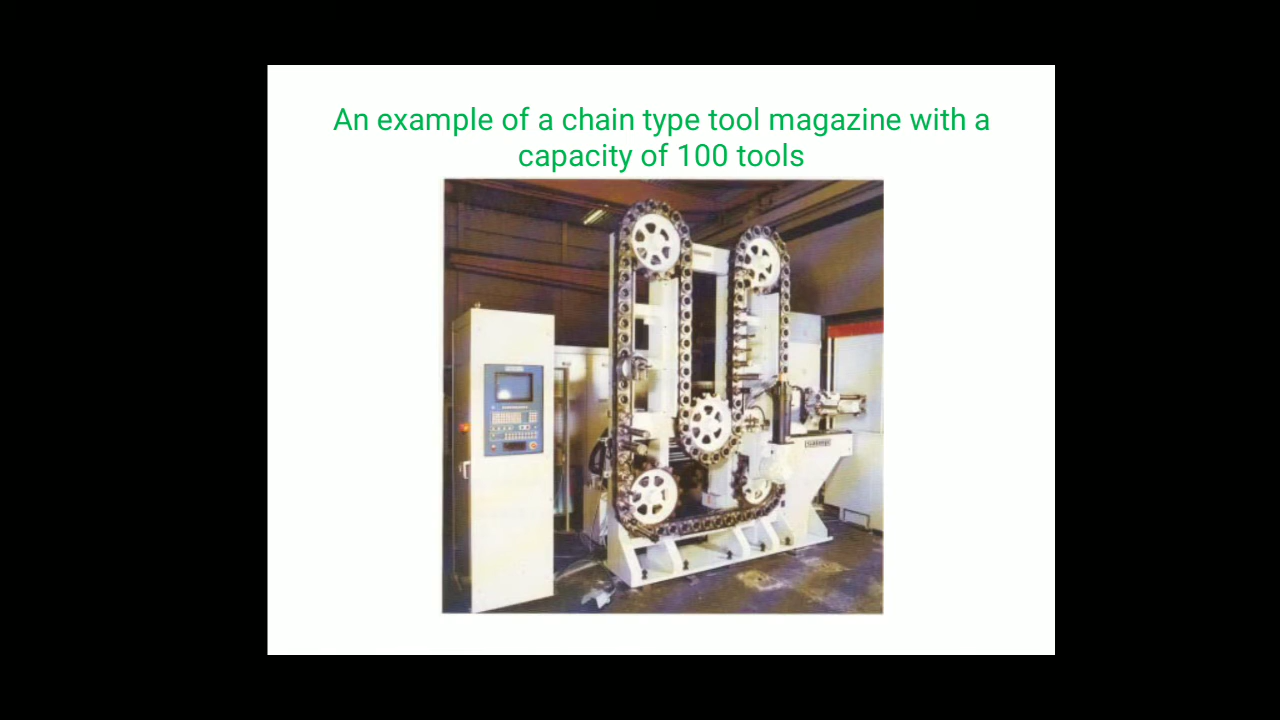 An example of a chain type tool magazine with a
capacity of 100 tools